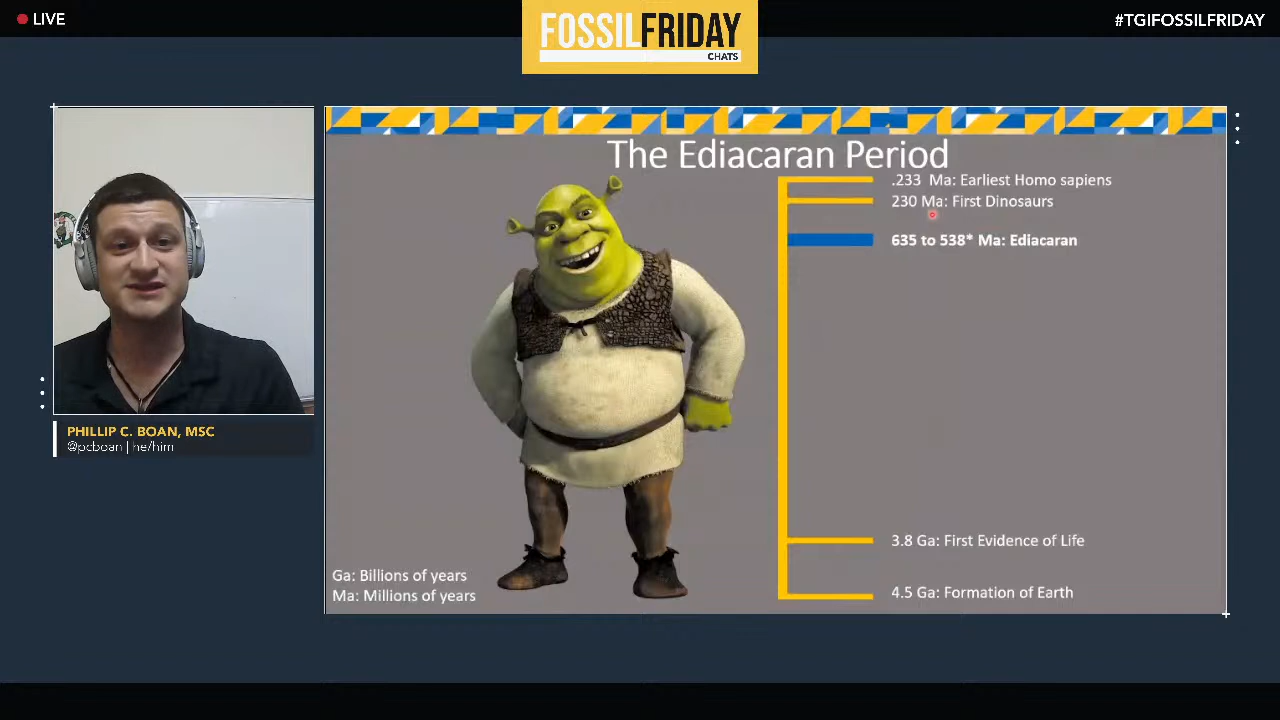 LIVE
FOSSILFRIDAY
CHATS
#TGIFOSSILFRIDAY
The Ediacaran Period
.233 Ma: Earliest Homo sapiens
230 Ma: First Dinosaurs
635 to 538* Ma: Ediacaran
3.8 Ga: First Evidence of Life
4.5 Ga: Formation of Earth
Ga: Billions of years
Ma: Millions of years
PHILLIP C. BOAN, MSC
@pcboan | he/him